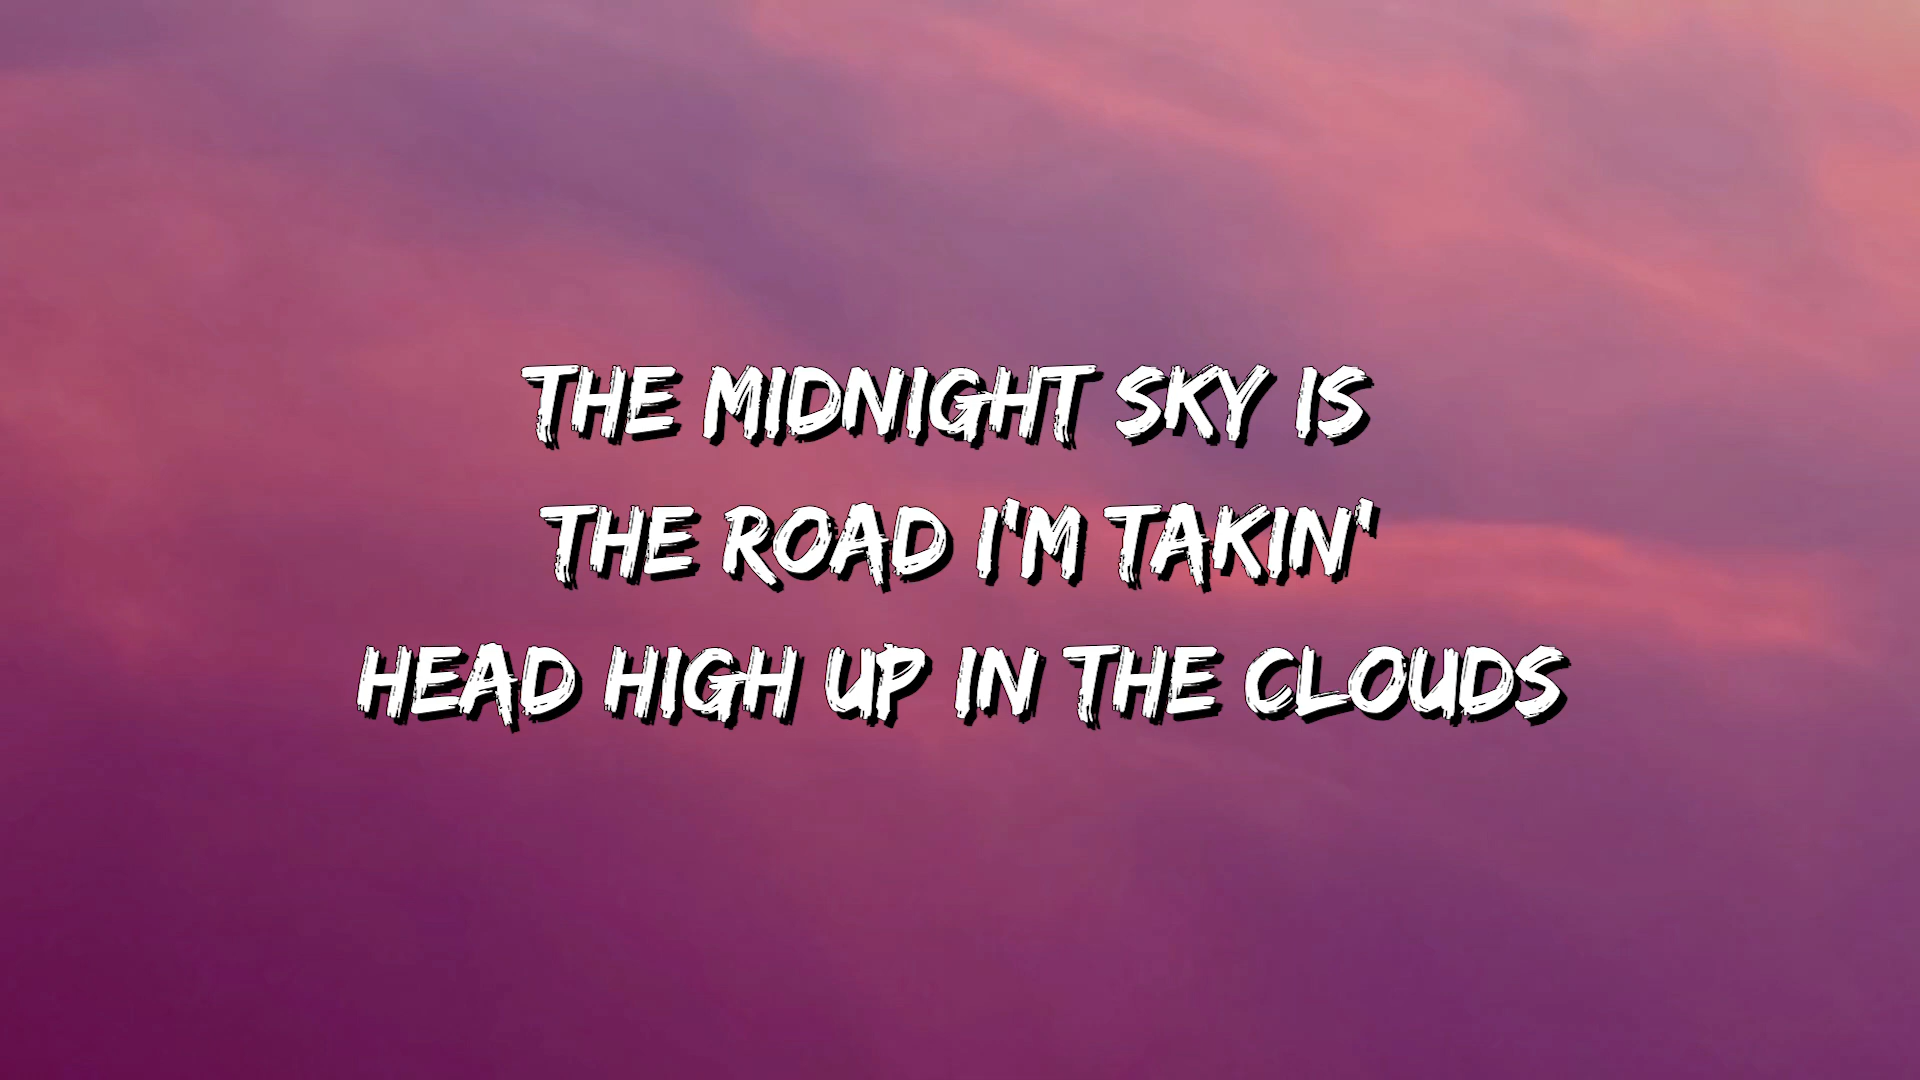 THE MIDNIGHT SKY IS
THE ROAD I'M TAKIN'
HEAD HIGH UP IN THE CLOUDS